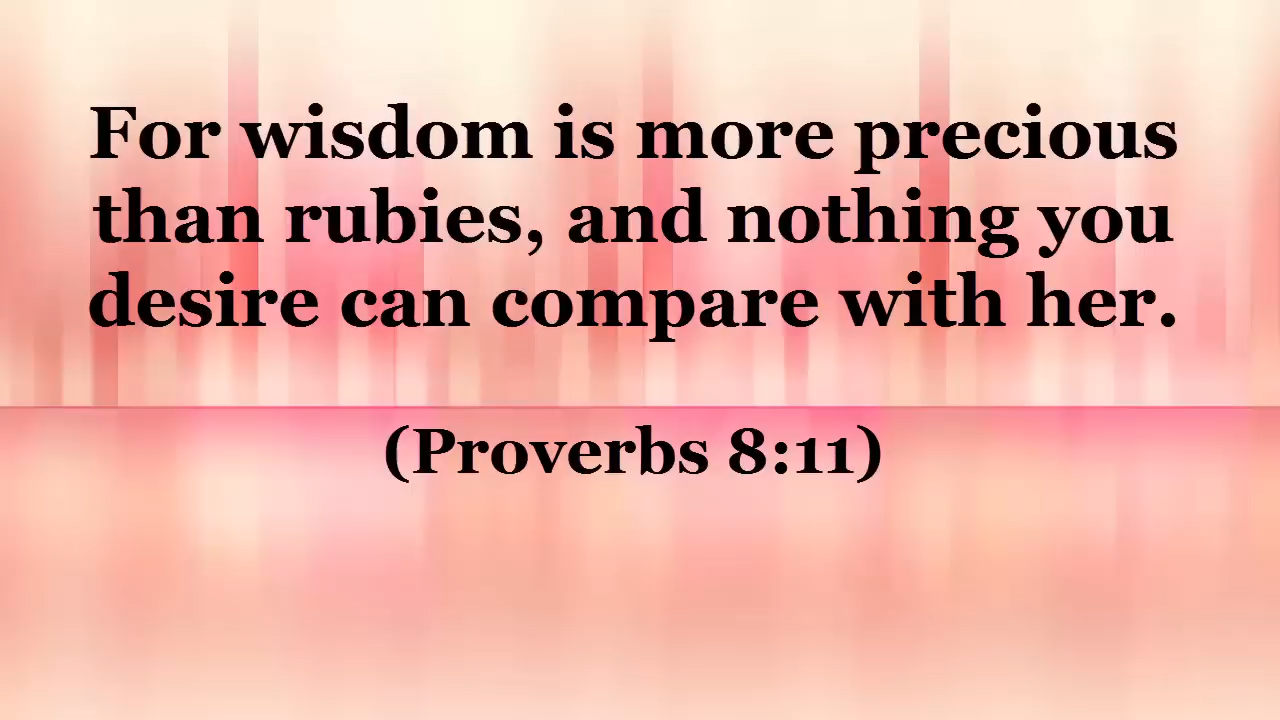 For wisdom is more precious
than rubies, and nothing you
desire can compare with her.
(Proverbs 8:11)